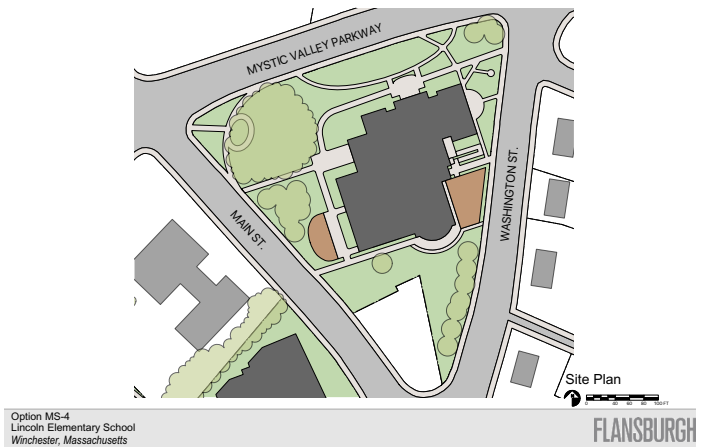 MYSTIC VALLEY PARKWAY
WASHINGTON ST.
MAIN ST.
Site Plan
Option MS-4
Lincoln Elementary School
Winchester, Massachusetts
FLANSBURGH